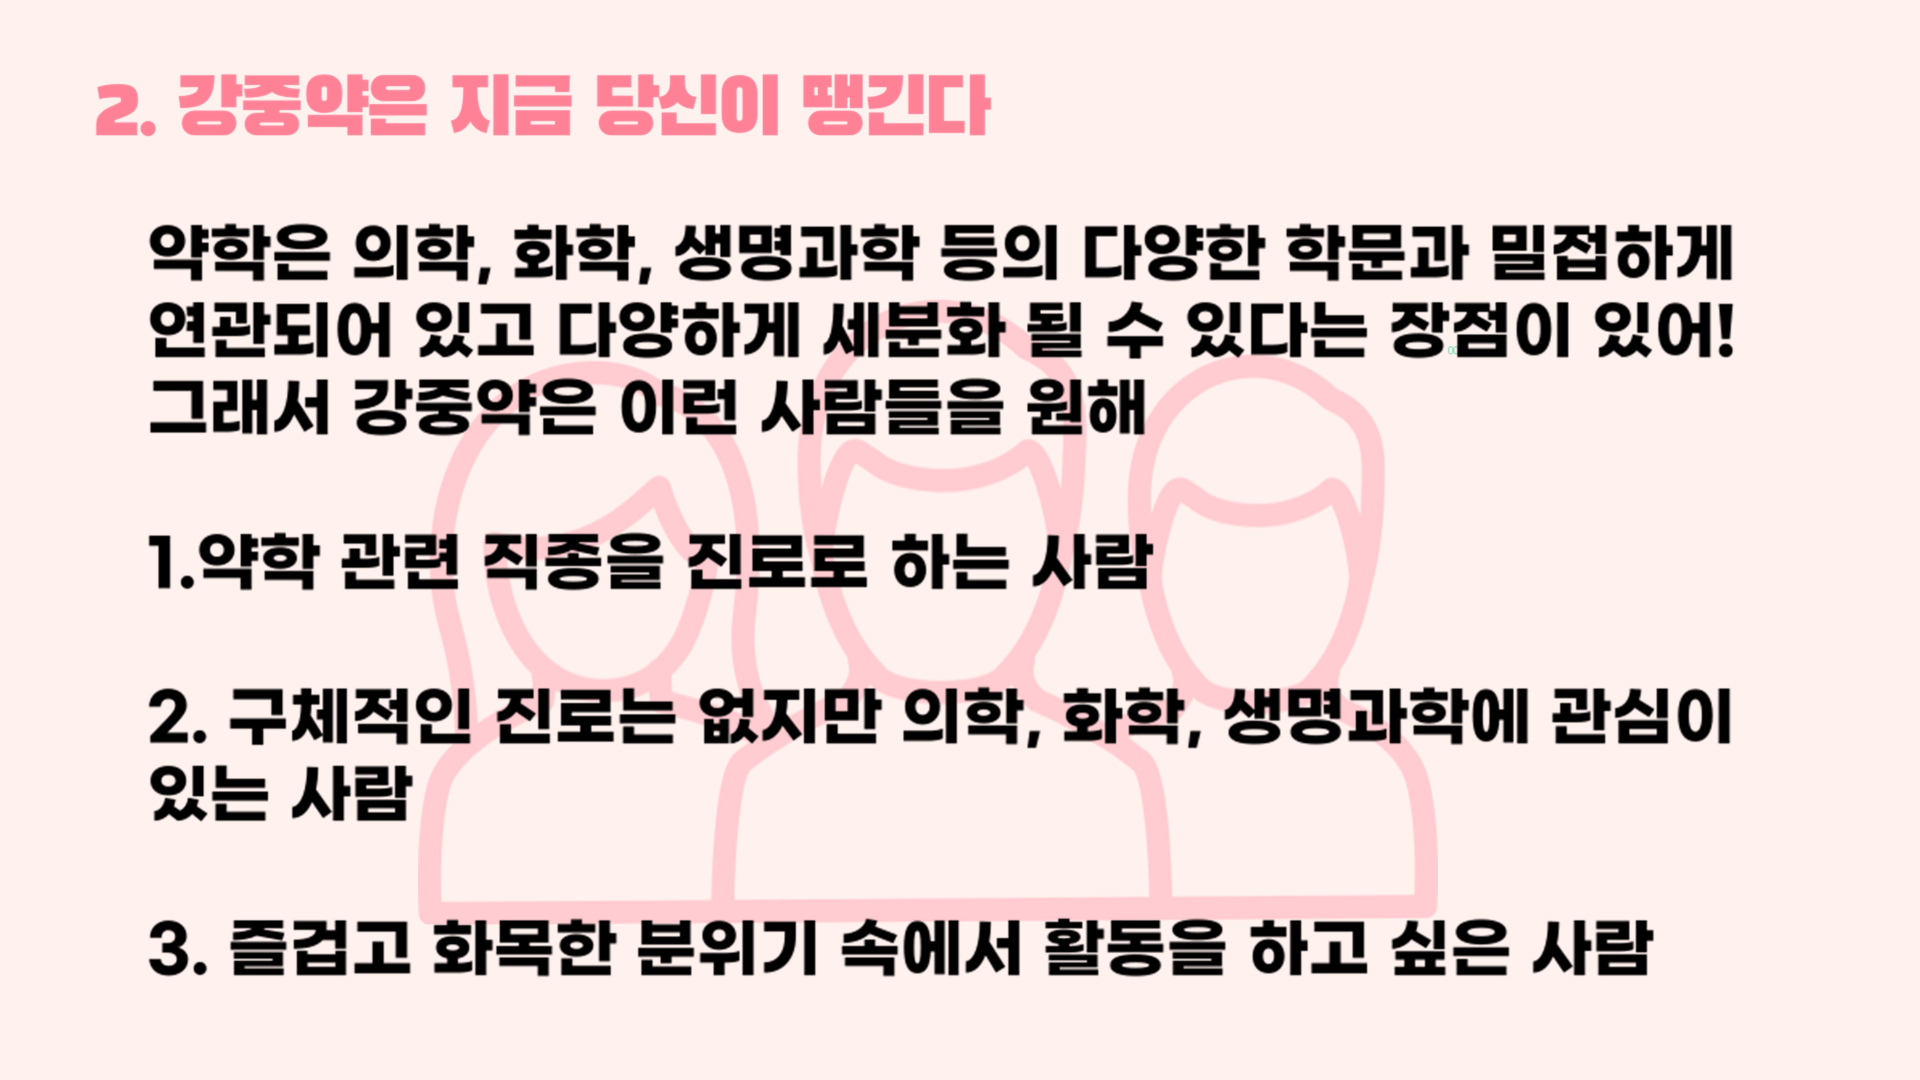 2. 강중약은 지금 당신이 땡긴다
약학은 의학, 화학, 생명과학 등의 다양한 학문과 밀접하게
연관되어 있고 다양하게 세분화 될 수 있다는 장점이 있어!
그래서 강중약은 이런 사람들을 원해
1.약학 관련 직종을 진로로 하는 사람
2. 구체적인 진로는 없지만 의학, 화학, 생명과학에 관심이
있는 사람
3. 즐겁고 화목한 분위기 속에서 활동을 하고 싶은 사람